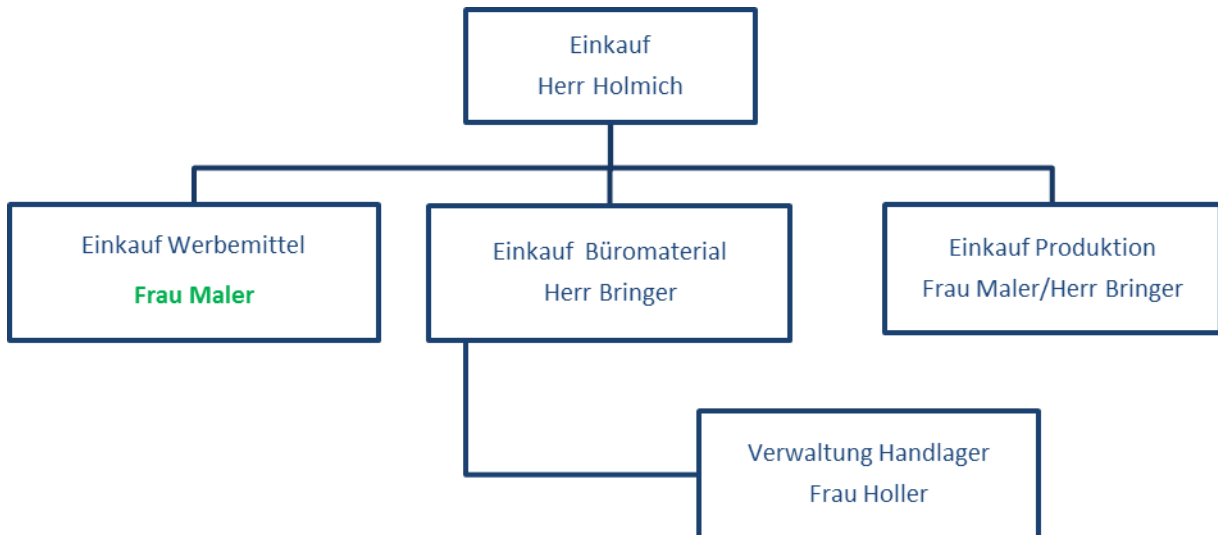 Einkauf
Herr Holmich
Einkauf Werbemittel
Frau Maler
Einkauf Büromaterial
Herr Bringer
Einkauf Produktion
Frau Maler/Herr Bringer
Verwaltung Handlager
Frau Holler